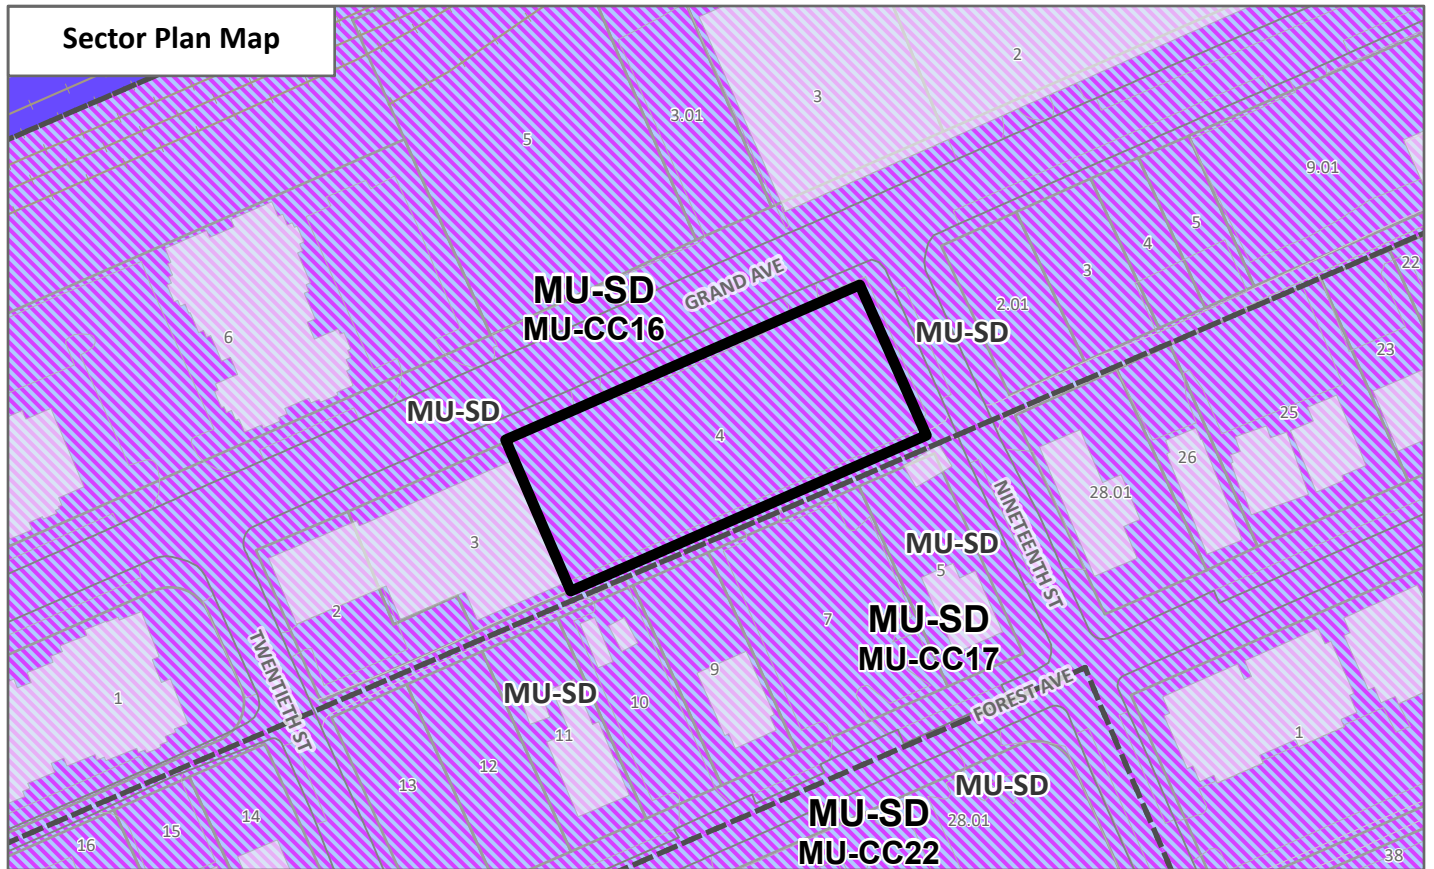 Sector Plan Map
2
3
3.01
5
9.01
5
4
3
22
GRAND AVE
MU-SD
MU-CC16
2.01
MU-SD
6
23
MU-SD
25
4
26
28.01
NINETEENTH ST
3
MU-SD
5
2
MU-SD
MU-CC17
7
TWENTIETH ST
9
MU-SD
10
FOREST AVE
1
11
1
12
13
MU-SD
MU-SD
MU-CC22
28.01
14
15
16
38